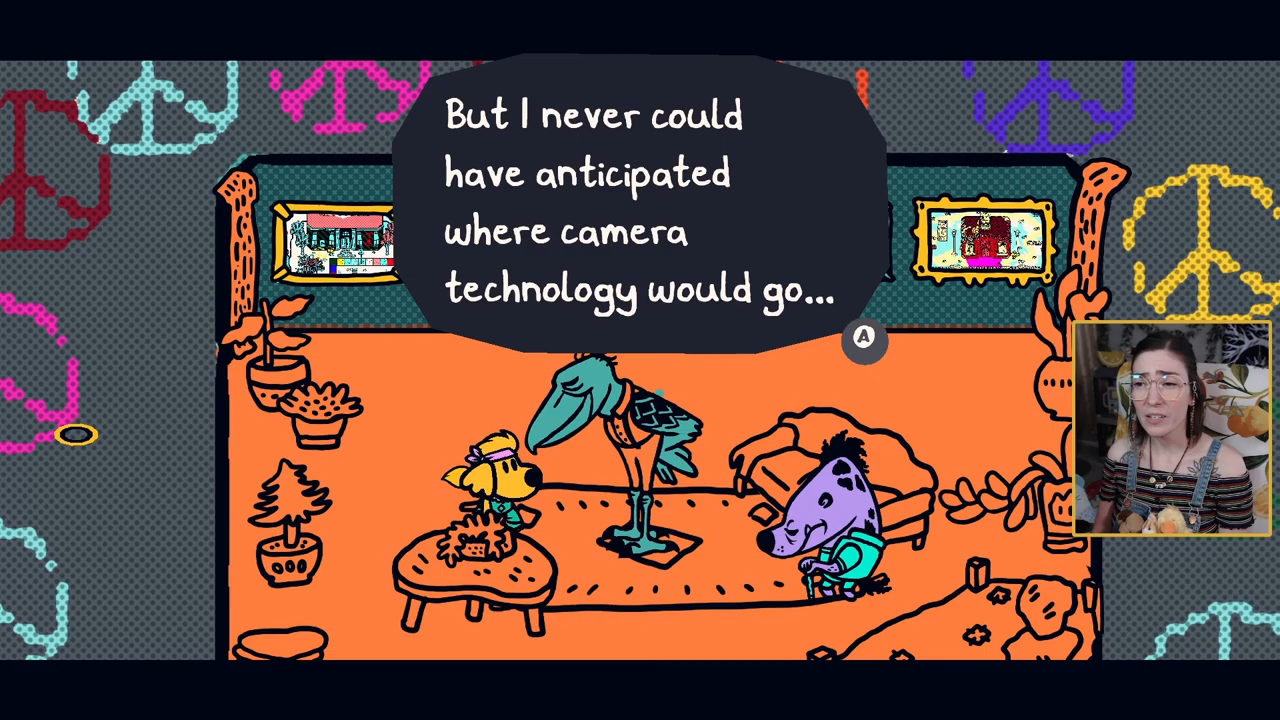 But I never could
have anticipated
where camera
technology would go...
A